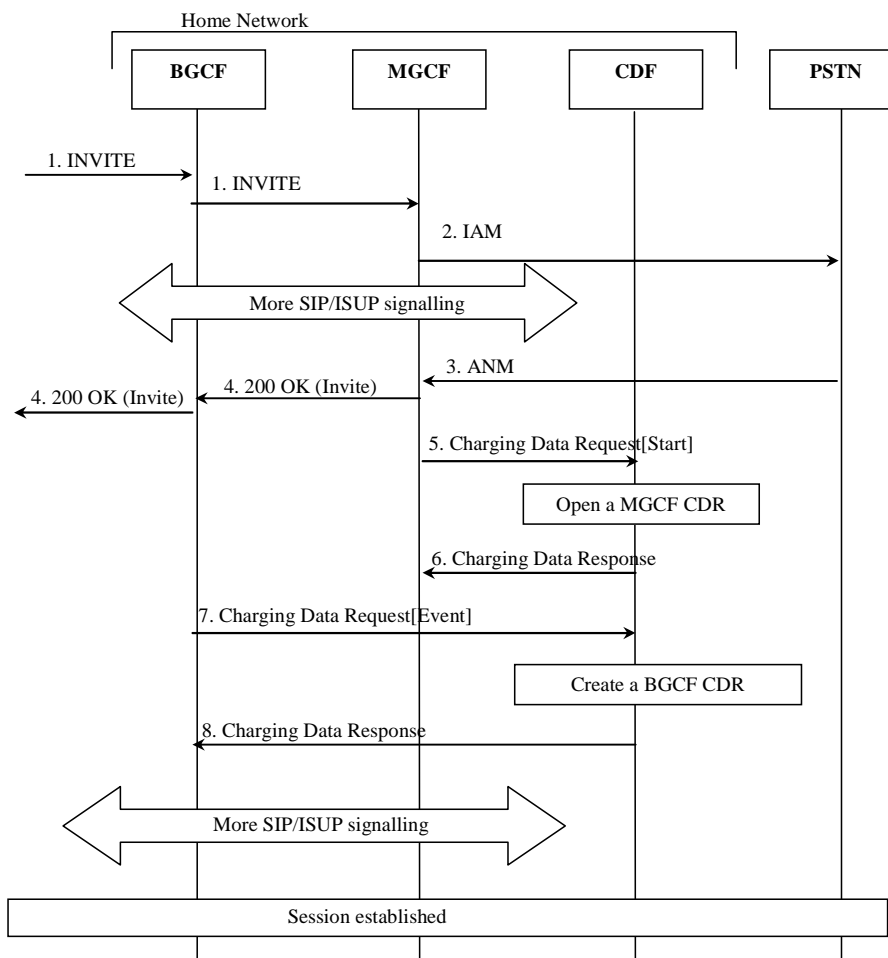 Home Network
BGCF
MGCF
CDF
PSTN
1. INVITE
1. INVITE
2. IAM
More SIP/ISUP signalling
3. ANM
4. 200 OK (Invite)
4. 200 OK (Invite)
5. Charging Data Request[Start]
Open a MGCF CDR
6. Charging Data Response
7. Charging Data Request[Event]
Create a BGCF CDR
8. Charging Data Response
More SIP/ISUP signalling
Session established